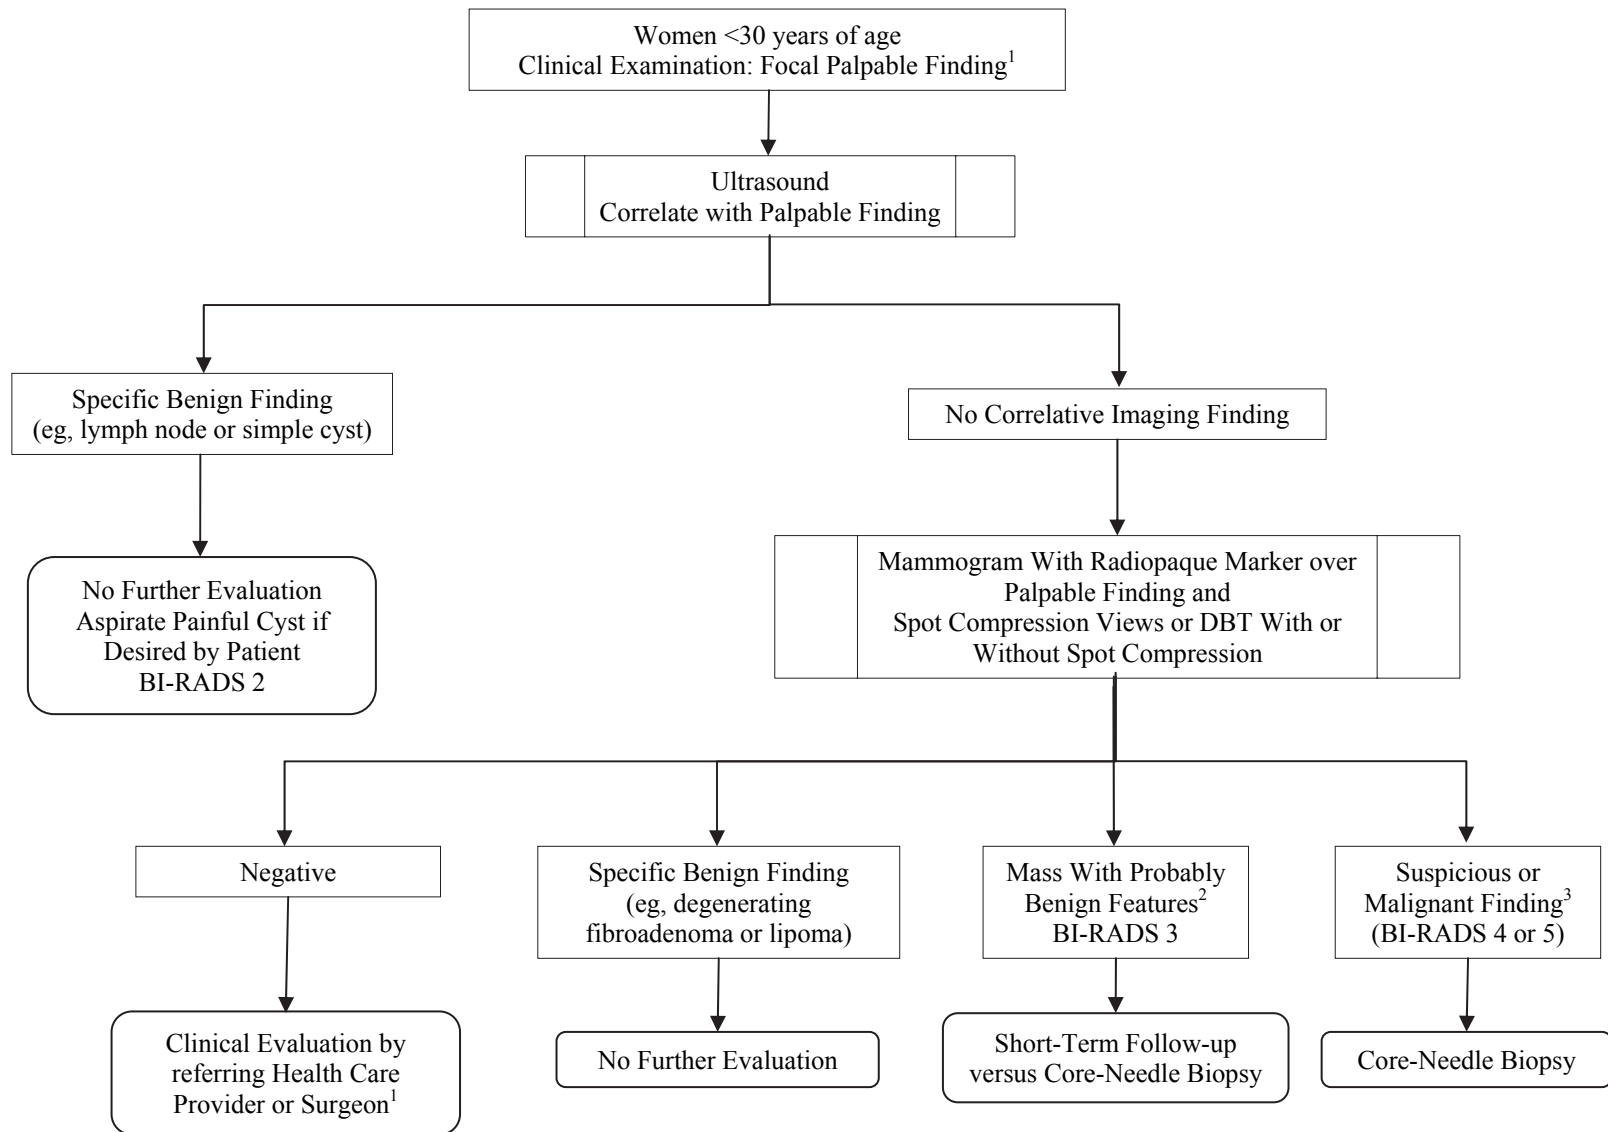 Women <30 years of age
Clinical Examination: Focal Palpable Finding¹
Ultrasound
Correlate with Palpable Finding
Specific Benign Finding
(eg, lymph node or simple cyst)
No Correlative Imaging Finding
No Further Evaluation
Aspirate Painful Cyst if
Desired by Patient
BI-RADS 2
Mammogram With Radiopaque Marker over
Palpable Finding and
Spot Compression Views or DBT With or
Without Spot Compression
Negative
Specific Benign Finding
(eg, degenerating
fibroadenoma or lipoma)
Mass With Probably
Benign Features²
BI-RADS 3
Suspicious or
Malignant Finding³
(BI-RADS 4 or 5)
Clinical Evaluation by
referring Health Care
Provider or Surgeon¹
No Further Evaluation
Short-Term Follow-up
versus Core-Needle Biopsy
Core-Needle Biopsy